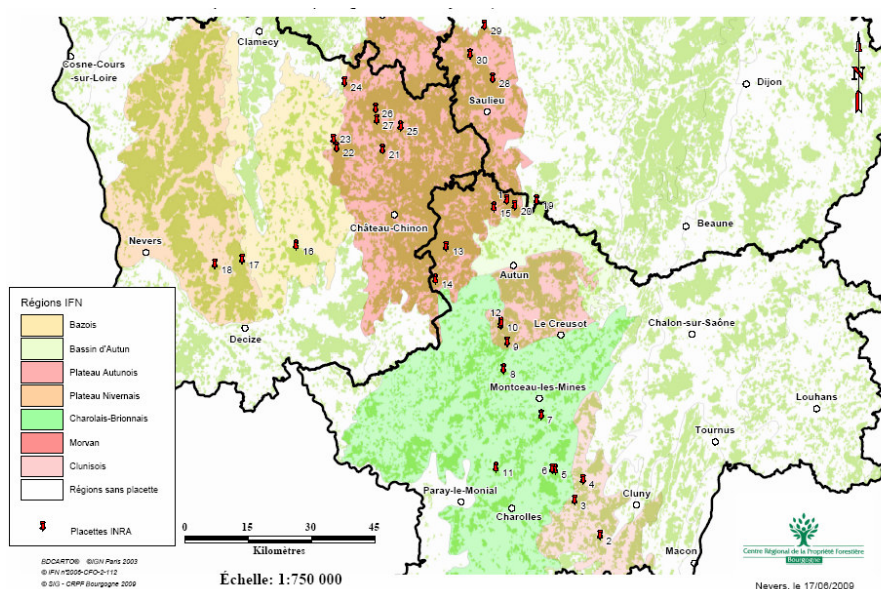 29
Clamecy
Cosne-Cours
-sur-Loire
30
N
24
28
Dijon
Saulieu
26
27
25
23
22
21
19
20
15
Château-Chinon
Beaune
13
Nevers
16
18
17
Autun
14
Régions IFN
Bazois
Bassin d'Autun
Plateau Autunois
Plateau Nivernais
Charolais-Brionnais
Morvan
Clunisois
Régions sans placette
Placettes INRA
Decize
12
10
Le Creusot
Chalon-sur-Saône
9
8
Montceau-les-Mines
Louhans
7
Tournus
11
6
5
4
Paray-le-Monial
Cluny
3
Charolles
2
Macon
0
15
30
45
Kilomètres
Échelle: 1:750 000
EDCARTO® ©IGN Paris 2003
© IFN n°2006-CFO-2-112
© SIG - CRPF Bourgogne 2009
Centre Régional de la Propriété Forestière
Bourgogne
Nevers, le 17/06/2009